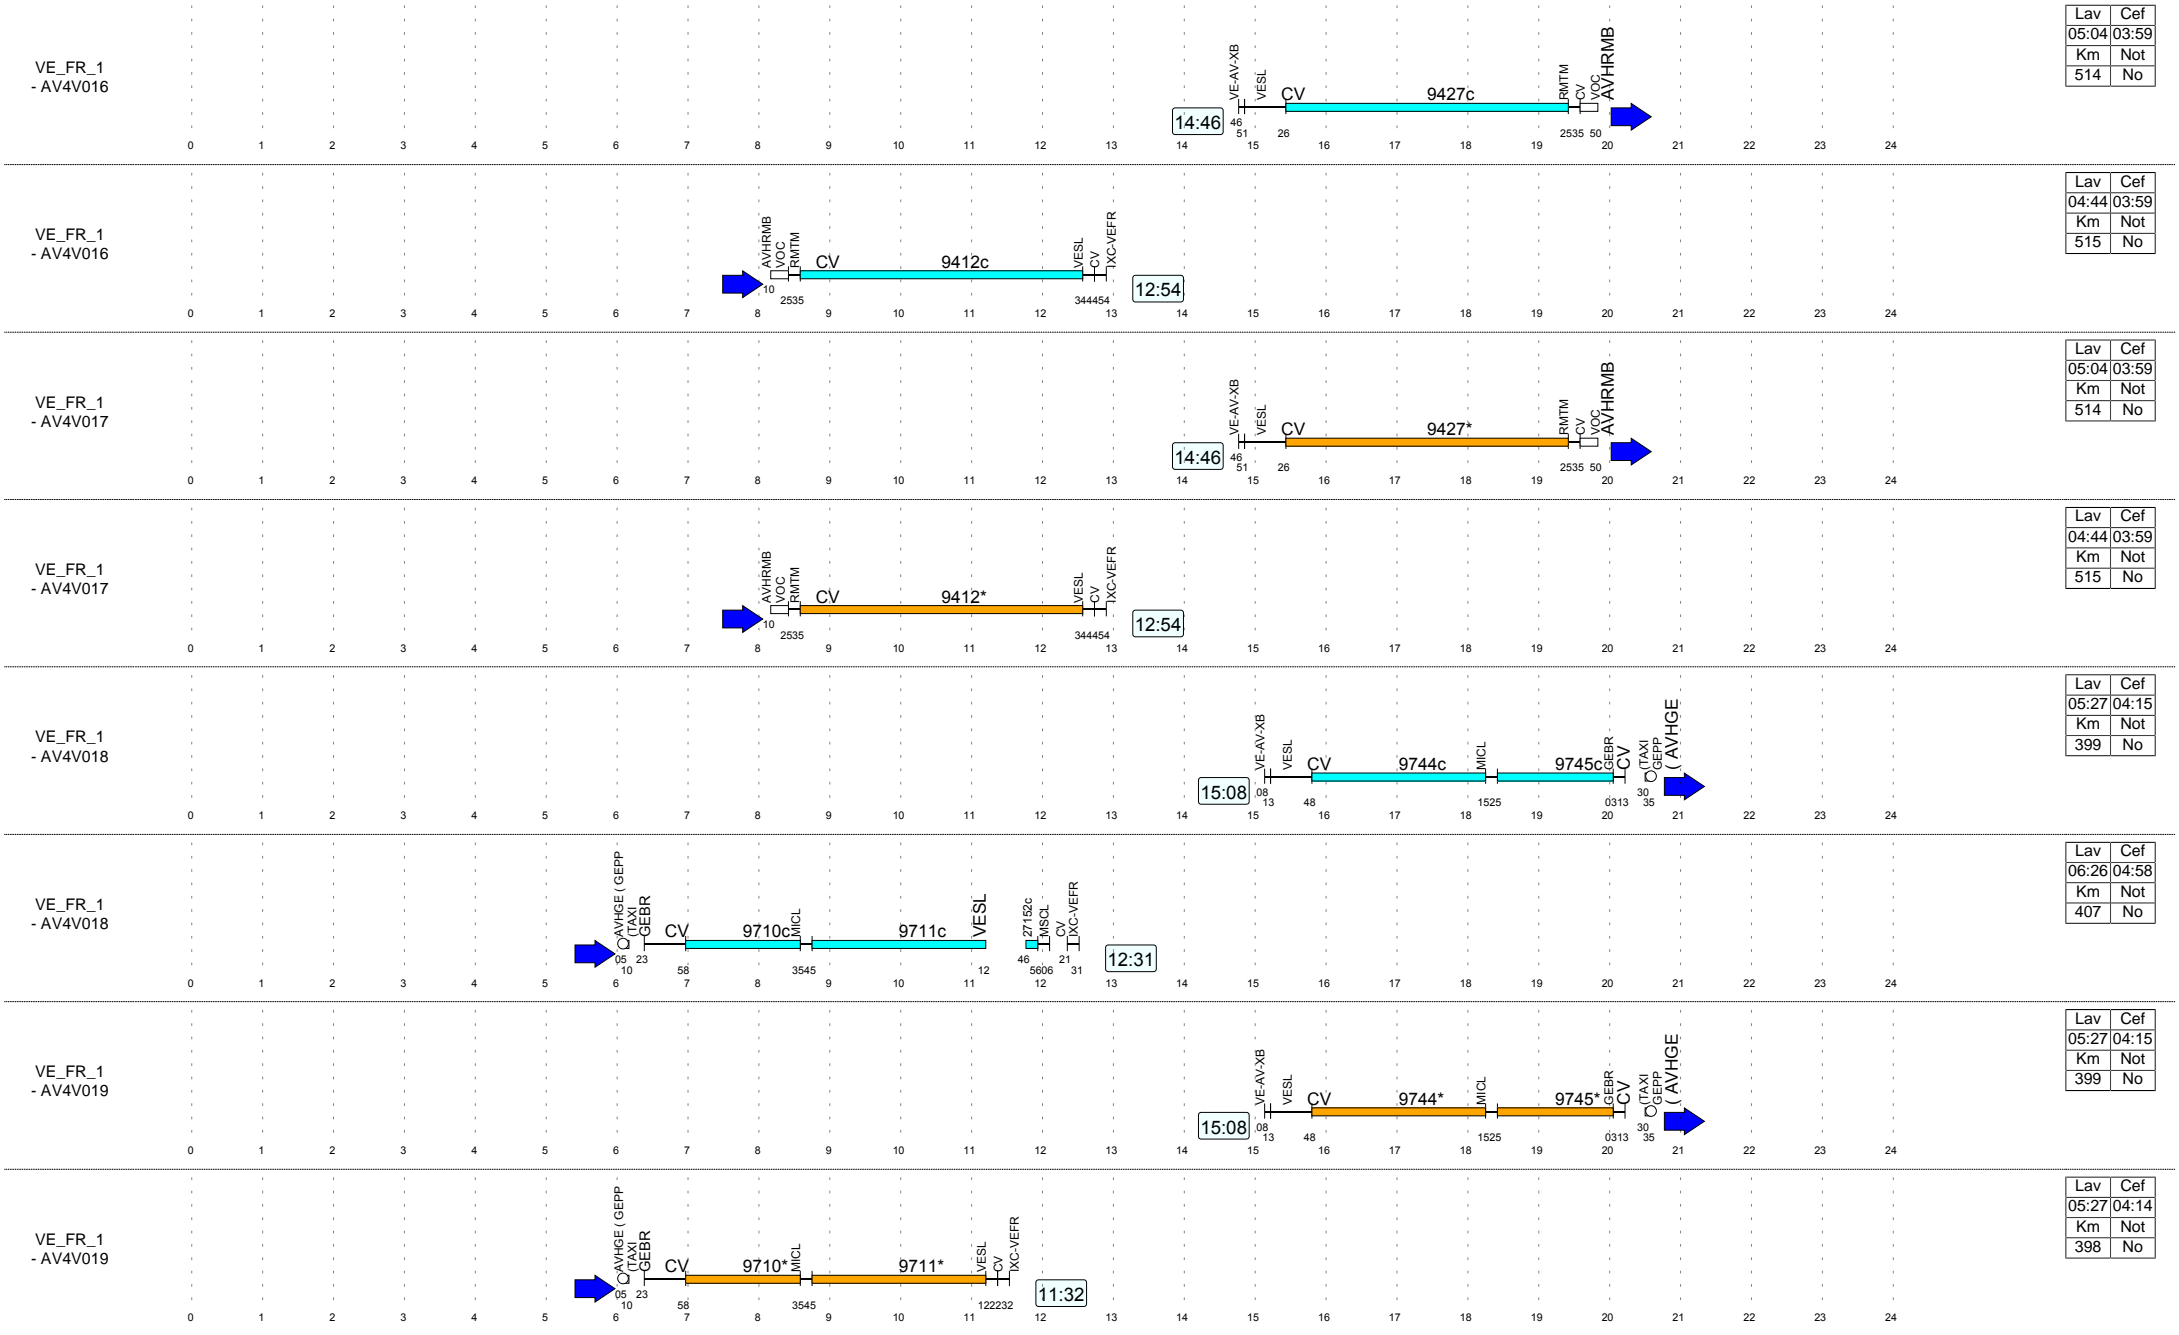 VE_FR_1
- AV4V016
14:46
VE-AV-XB
VESL
CV
9427c
RMTM
CV
VOC
AVHRMB
46
51
26
2535
50
0 1 2 3 4 5 6 7 8 9 10 11 12 13 14 15 16 17 18 19 20 21 22 23 24
Lav Cef
05:04 03:59
Km Not
514 No
VE_FR_1
- AV4V016
AVHRMB
VOC
RMTM
CV
9412c
VESL
CV
IXC-VEFR
12:54
10
2535
344454
0 1 2 3 4 5 6 7 8 9 10 11 12 13 14 15 16 17 18 19 20 21 22 23 24
Lav Cef
04:44 03:59
Km Not
515 No
VE_FR_1
- AV4V017
14:46
VE-AV-XB
VESL
CV
9427*
RMTM
CV
VOC
AVHRMB
46
51
26
2535
50
0 1 2 3 4 5 6 7 8 9 10 11 12 13 14 15 16 17 18 19 20 21 22 23 24
Lav Cef
05:04 03:59
Km Not
514 No
VE_FR_1
- AV4V017
AVHRMB
VOC
RMTM
CV
9412*
VESL
CV
IXC-VEFR
12:54
10
2535
344454
0 1 2 3 4 5 6 7 8 9 10 11 12 13 14 15 16 17 18 19 20 21 22 23 24
Lav Cef
04:44 03:59
Km Not
515 No
VE_FR_1
- AV4V018
15:08
VE-AV-XB
VESL
CV
9744c
MICL
9745c
GEBR
CV
(TAXI
GEPP
( AVHGE
08
13
48
1525
0313
30
35
0 1 2 3 4 5 6 7 8 9 10 11 12 13 14 15 16 17 18 19 20 21 22 23 24
Lav Cef
05:27 04:15
Km Not
399 No
VE_FR_1
- AV4V018
AVHGE ( GEPP
(TAXI
GEBR
CV
9710c
MICL
9711c
VESL
27152c
MSCL
CV
IXC-VEFR
12:31
05
10
23
58
3545
12
46
5606
21
31
0 1 2 3 4 5 6 7 8 9 10 11 12 13 14 15 16 17 18 19 20 21 22 23 24
Lav Cef
06:26 04:58
Km Not
407 No
VE_FR_1
- AV4V019
15:08
VE-AV-XB
VESL
CV
9744*
MICL
9745*
GEBR
CV
(TAXI
GEPP
( AVHGE
08
13
48
1525
0313
30
35
0 1 2 3 4 5 6 7 8 9 10 11 12 13 14 15 16 17 18 19 20 21 22 23 24
Lav Cef
05:27 04:15
Km Not
399 No
VE_FR_1
- AV4V019
AVHGE ( GEPP
(TAXI
GEBR
CV
9710*
MICL
9711*
VESL
CV
IXC-VEFR
11:32
05
10
23
58
3545
122232
0 1 2 3 4 5 6 7 8 9 10 11 12 13 14 15 16 17 18 19 20 21 22 23 24
Lav Cef
05:27 04:14
Km Not
398 No